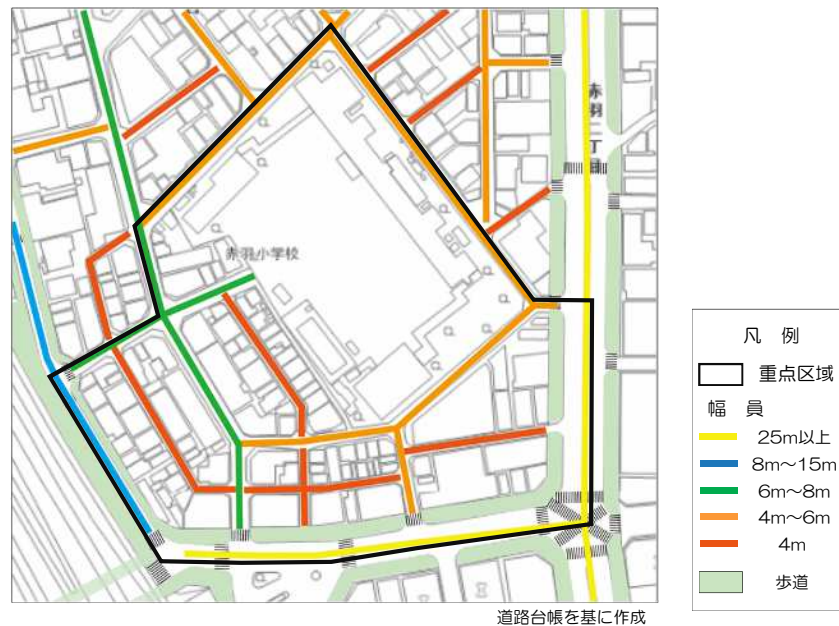 赤羽二丁目
赤羽小学校
凡 例
重点区域
幅 員
25m以上
8m～15m
6m～8m
4m～6m
4m
歩道
道路台帳を基に作成